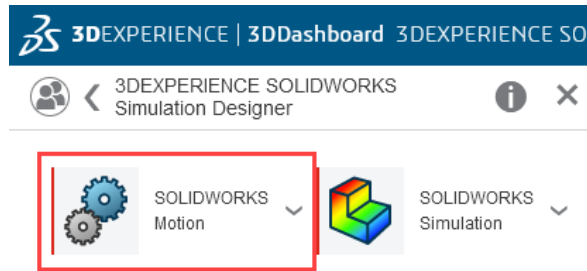 3DEXPERIENCE | 3DDashboard 3DEXPERIENCE SO
3DEXPERIENCE SOLIDWORKS
Simulation Designer
SOLIDWORKS
Motion
SOLIDWORKS
Simulation